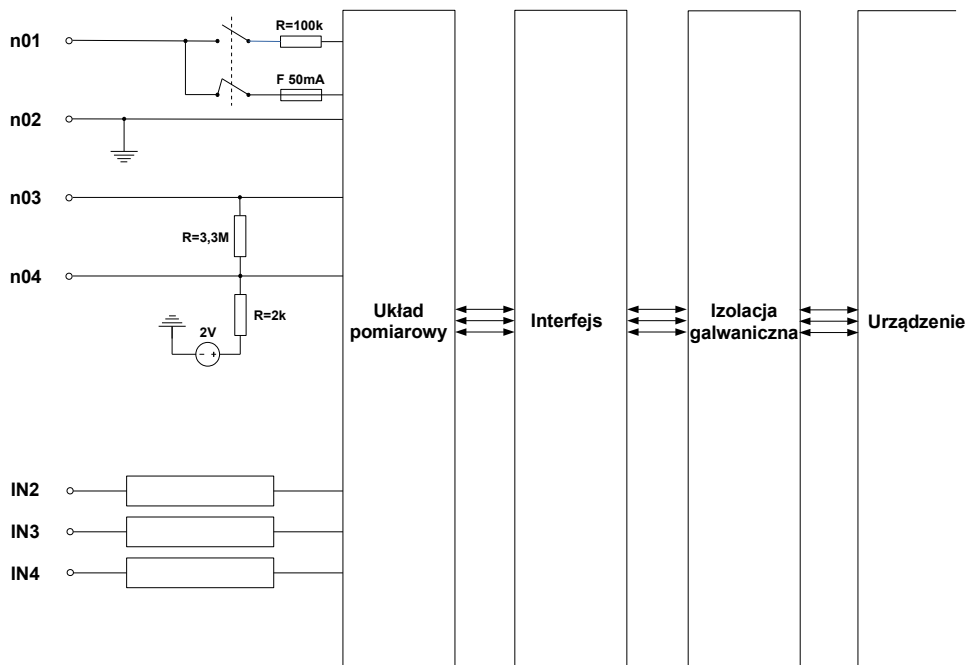 R=100k
n01
F 50mA
n02
n03
R=3,3M
n04
R=2k
2V
- +
Układ
pomiarowy
Interfejs
Izolacja
galwaniczna
Urządzenie
IN2
IN3
IN4